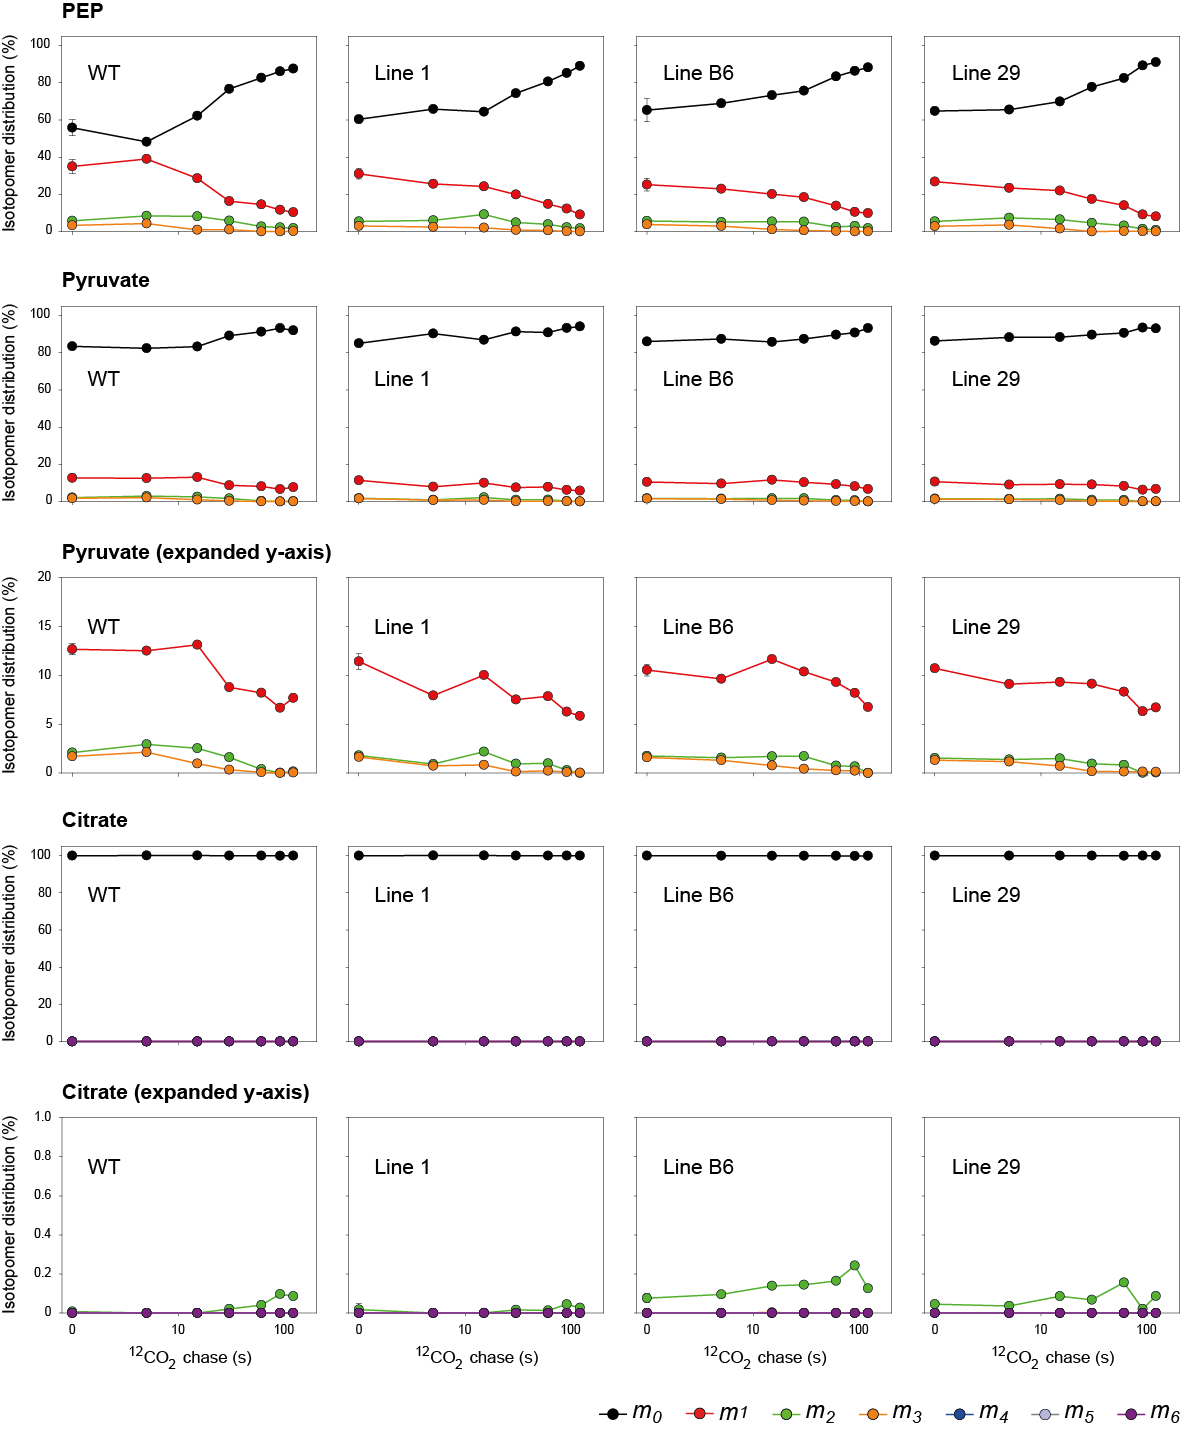 PEP
Isotopomer distribution (%)
100
80
60
40
20
0
WT
Line 1
Line B6
Line 29
Pyruvate
Isotopomer distribution (%)
100
80
60
40
20
0
WT
Line 1
Line B6
Line 29
Pyruvate (expanded y-axis)
Isotopomer distribution (%)
20
15
10
5
0
WT
Line 1
Line B6
Line 29
Citrate
Isotopomer distribution (%)
100
80
60
40
20
0
WT
Line 1
Line B6
Line 29
Citrate (expanded y-axis)
Isotopomer distribution (%)
1.0
0.8
0.6
0.4
0.2
0
WT
Line 1
Line B6
Line 29
0 10 100
0 10 100
0 10 100
0 10 100
12CO2 chase (s)
12CO2 chase (s)
12CO2 chase (s)
12CO2 chase (s)
m0 m1 m2 m3 m4 m5 m6